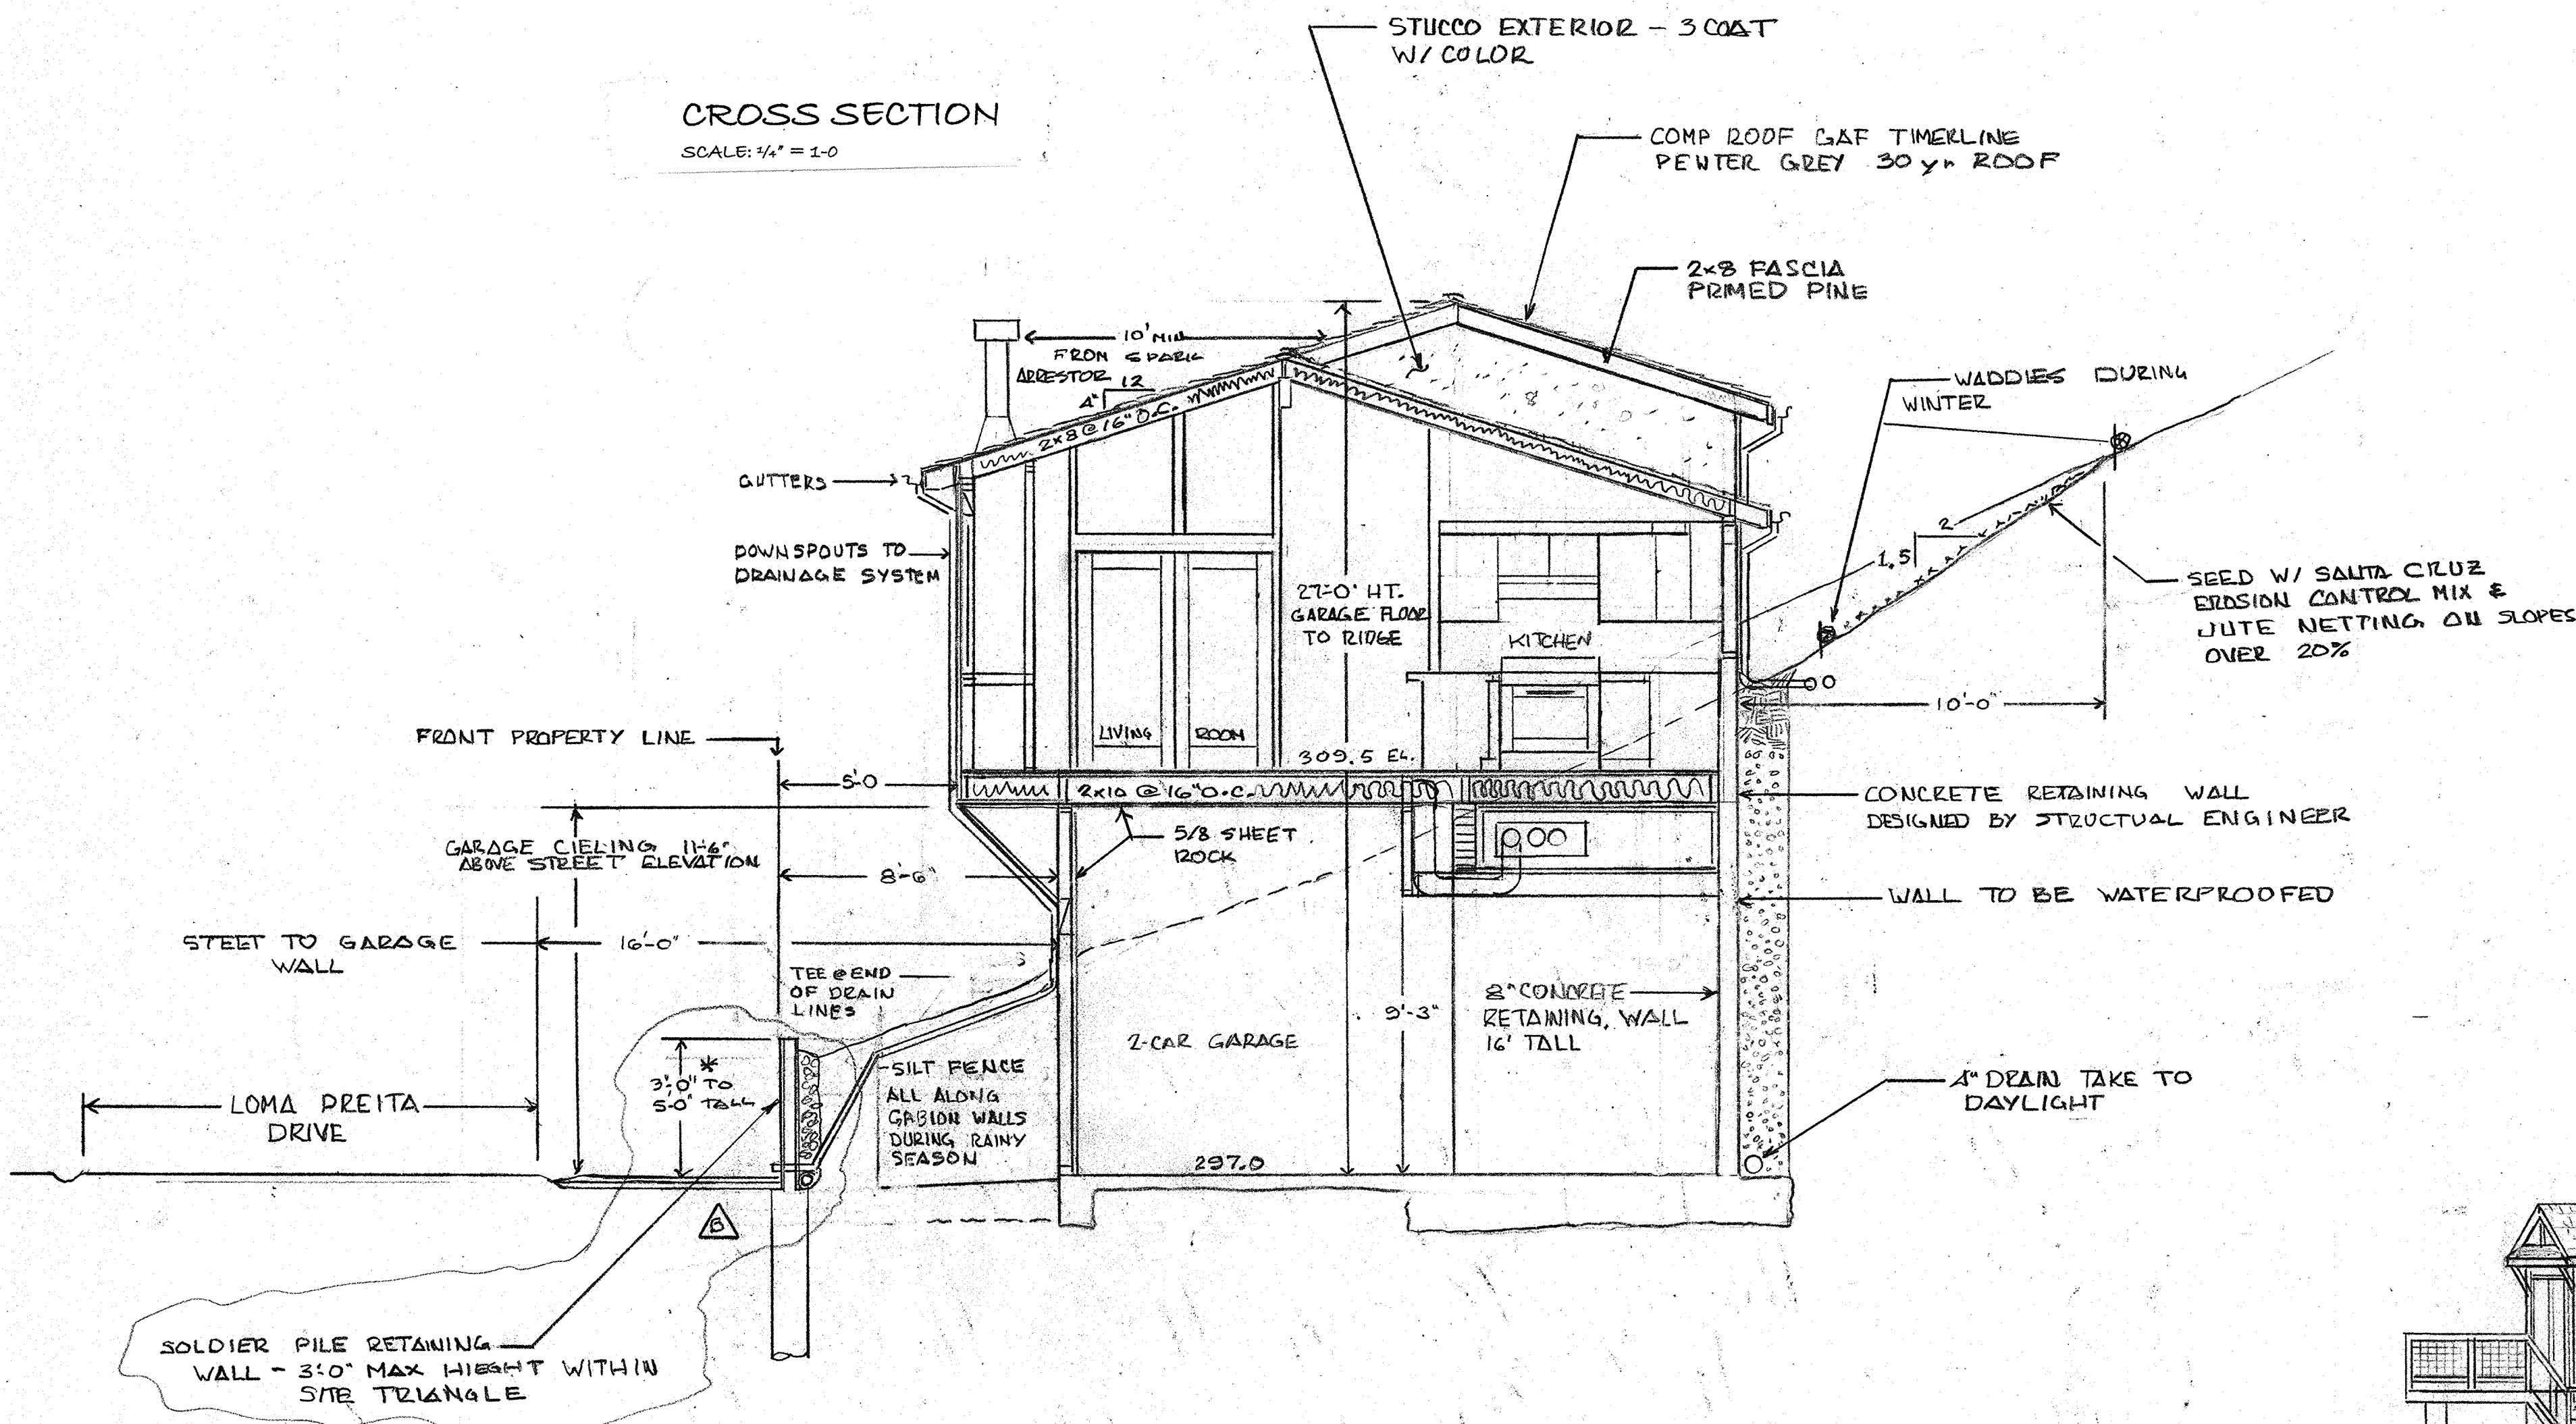 STUCCO EXTERIOR - 3 COAT
W/ COLOR
CROSS SECTION
SCALE: 1/4" = 1-0
COMP ROOF GAF TIMERLINE
PEWTER GREY 30 yr ROOF
2x8 FASCIA
PRIMED PINE
10' MIN
FROM SPARK
ARRESTOR
12
4"
2x8 @ 16" O.C.
WADDIES DURING
WINTER
GUTTERS
DOWNSPOUTS TO
DRAINAGE SYSTEM
2
1.5
27'-0" HT.
GARAGE FLOOR
TO RIDGE
KITCHEN
SEED W/ SANTA CRUZ
EROSION CONTROL MIX &
JUTE NETTING ON SLOPES
OVER 20%
10'-0"
LIVING ROOM
FRONT PROPERTY LINE
309.5 EL.
5'-0
2x10 @ 16" O.C.
CONCRETE RETAINING WALL
DESIGNED BY STRUCTUAL ENGINEER
GARAGE CIELING 11'-6"
ABOVE STREET ELEVATION
5/8 SHEET
ROCK
8'-6"
WALL TO BE WATERPROOFED
STEET TO GARAGE
WALL
16'-0"
TEE @ END
OF DRAIN
LINES
8" CONCRETE
RETAINING WALL
16' TALL
9'-3"
2-CAR GARAGE
*
3'-0" TO
5'-0" TALL
SILT FENCE
ALL ALONG
GABION WALLS
DURING RAINY
SEASON
LOMA PREITA
DRIVE
4" DRAIN TAKE TO
DAYLIGHT
297.0
B
SOLDIER PILE RETAINING
WALL - 3'-0" MAX HIEGHT WITHIN
SITE TRIANGLE